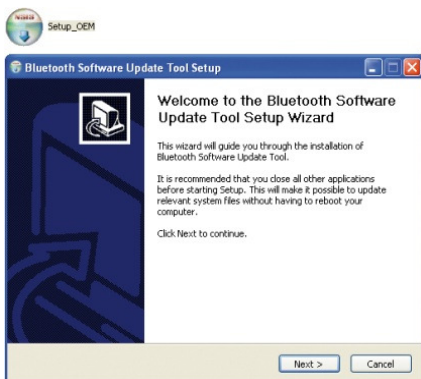 Setup_OEM
Bluetooth Software Update Tool Setup
Welcome to the Bluetooth Software
Update Tool Setup Wizard
This wizard will guide you through the installation of
Bluetooth Software Update Tool.
It is recommended that you close all other applications
before starting Setup. This will make it possible to update
relevant system files without having to reboot your
computer.
Click Next to continue.
Next >
Cancel